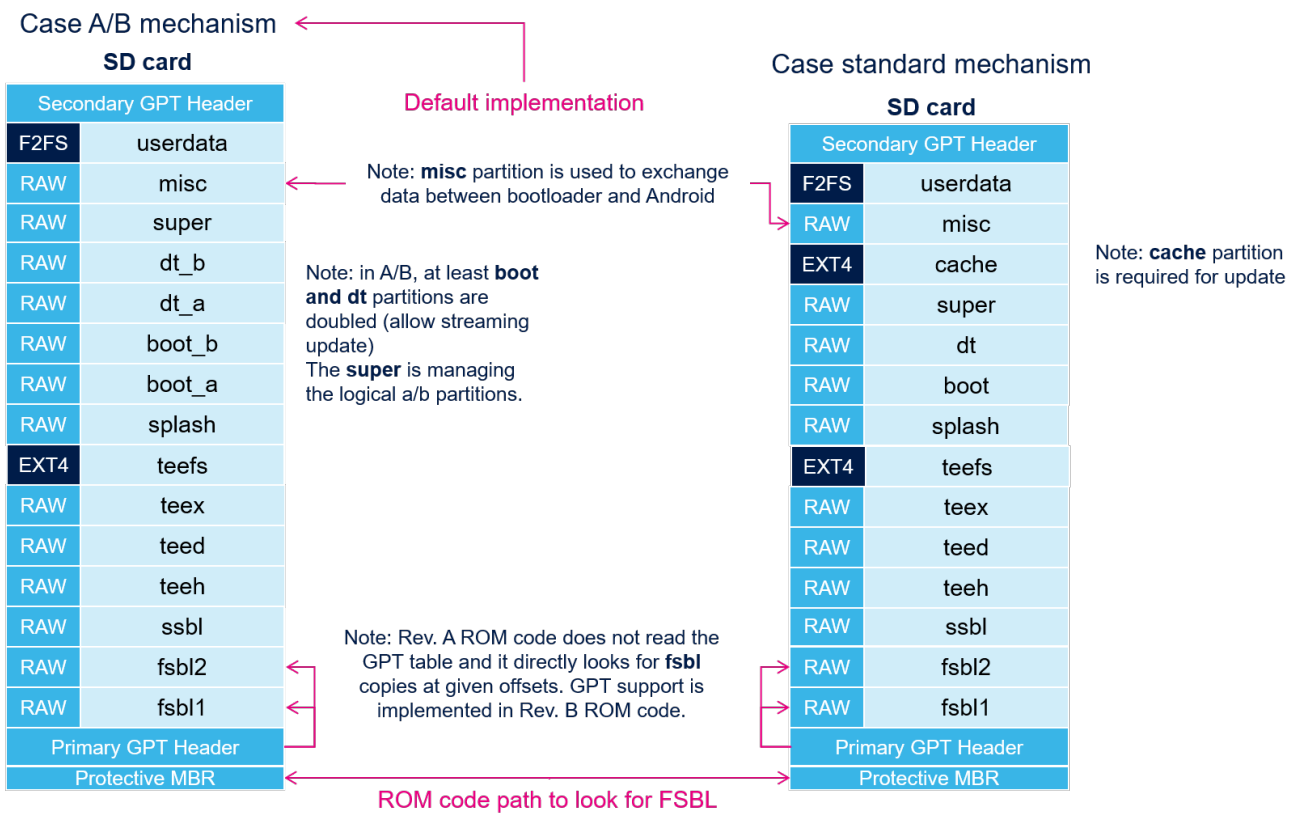 Case A/B mechanism
SD card
Secondary GPT Header
F2FS userdata
RAW misc
RAW super
RAW dt_b
RAW dt_a
RAW boot_b
RAW boot_a
RAW splash
EXT4 teefs
RAW teex
RAW teed
RAW teeh
RAW ssbl
RAW fsbl2
RAW fsbl1
Primary GPT Header
Protective MBR
Default implementation
Note: misc partition is used to exchange
data between bootloader and Android
Note: in A/B, at least boot
and dt partitions are
doubled (allow streaming
update)
The super is managing
the logical a/b partitions.
Note: Rev. A ROM code does not read the
GPT table and it directly looks for fsbl
copies at given offsets. GPT support is
implemented in Rev. B ROM code.
ROM code path to look for FSBL
Case standard mechanism
SD card
Secondary GPT Header
F2FS userdata
RAW misc
EXT4 cache
RAW super
RAW dt
RAW boot
RAW splash
EXT4 teefs
RAW teex
RAW teed
RAW teeh
RAW ssbl
RAW fsbl2
RAW fsbl1
Primary GPT Header
Protective MBR
Note: cache partition
is required for update